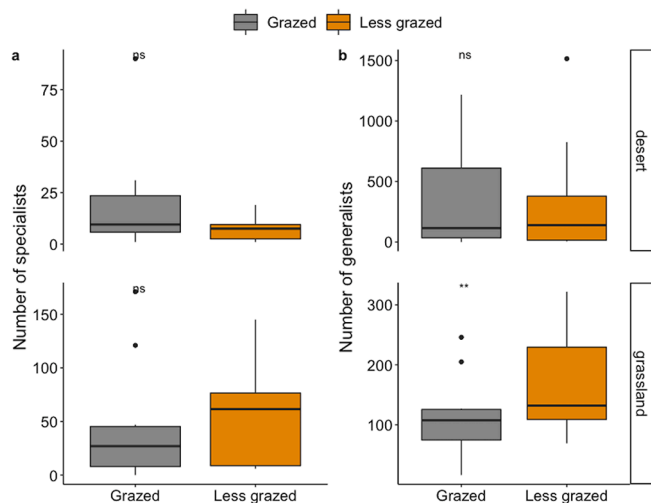 Grazed Less grazed
a
b
ns
75
50
25
0
ns
1500
1000
500
0
desert
Number of specialists
Number of generalists
ns
150
100
50
0
**
300
200
100
grassland
Grazed Less grazed
Grazed Less grazed